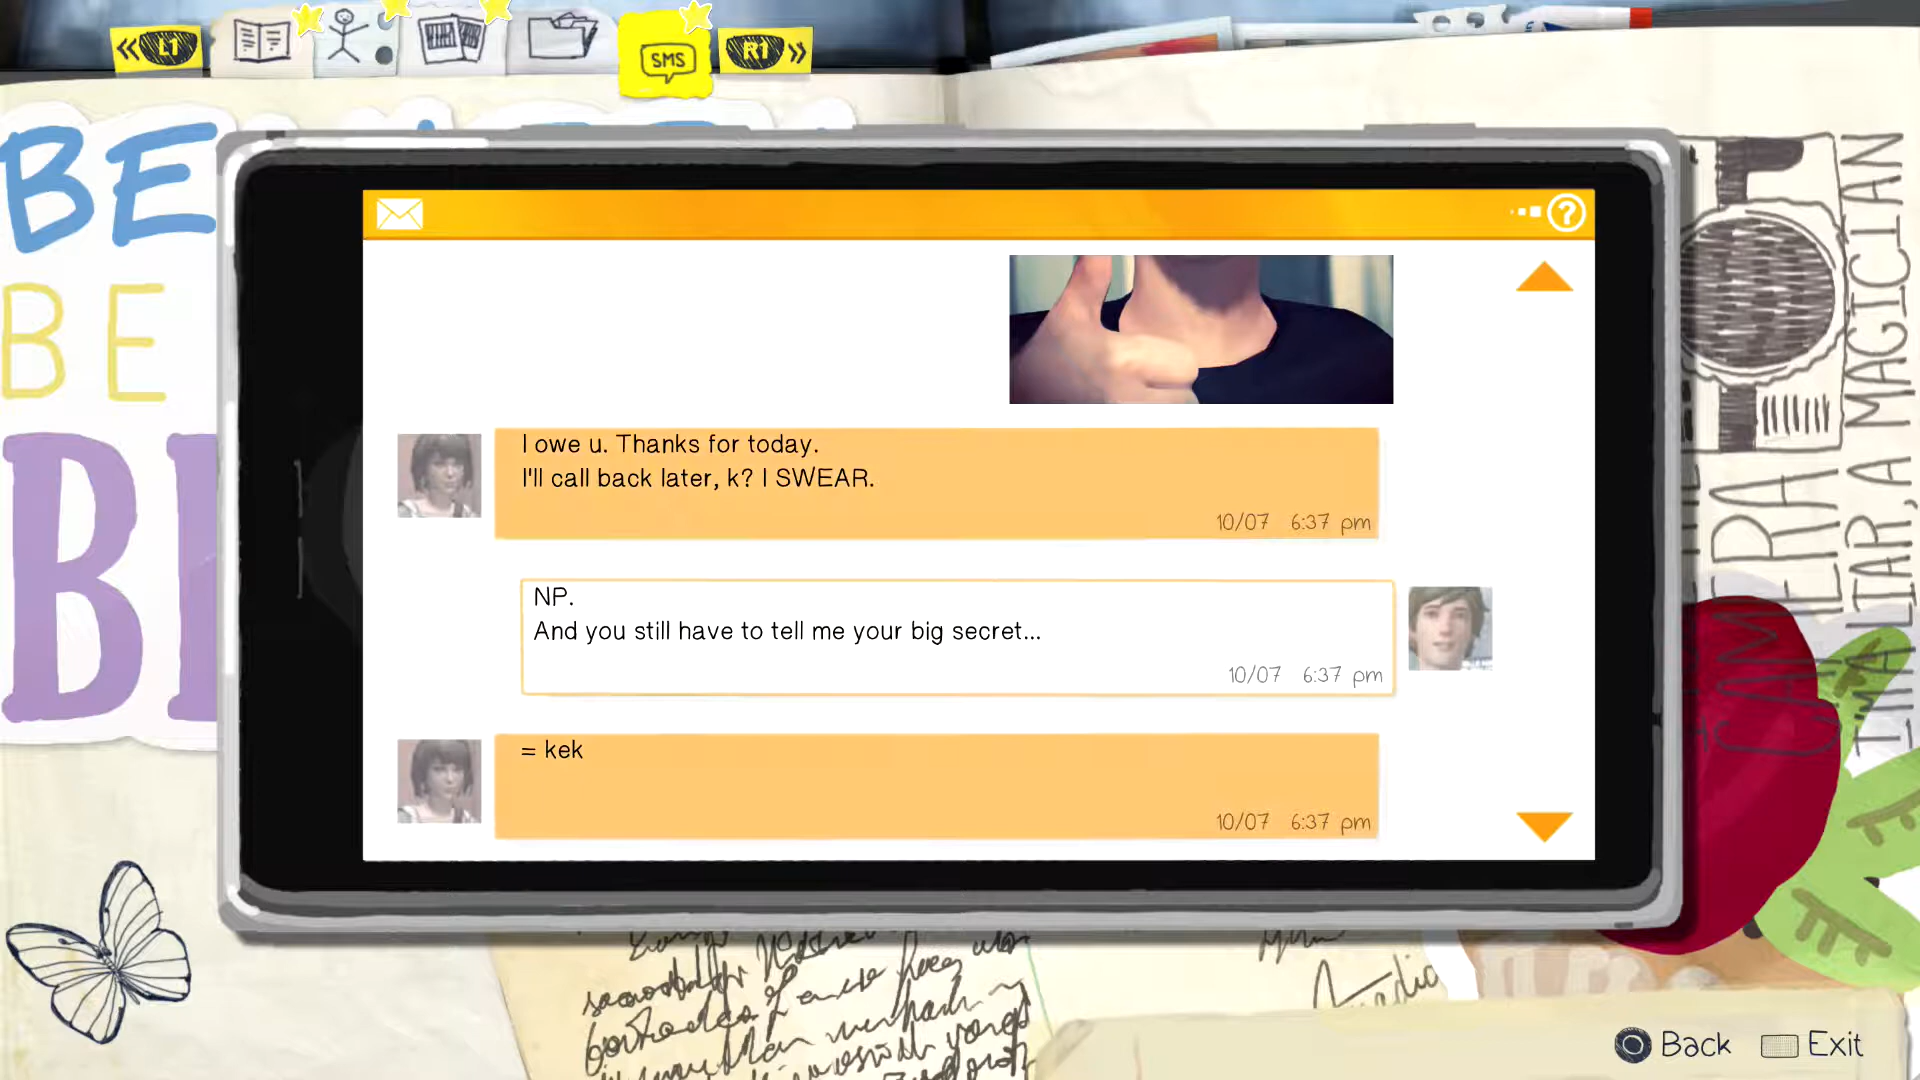 L1
SMS
R1
BE
BE
I owe u. Thanks for today.
I'll call back later, k? I SWEAR.
10/07 6:37 pm
NP.
And you still have to tell me your big secret...
10/07 6:37 pm
= kek
10/07 6:37 pm
CAMERA
LIAR, A MAGICIAN
Back
Exit